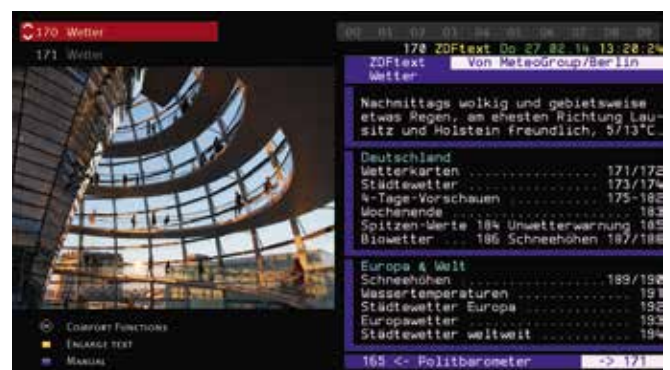 170 Wetter
171 Wetter
COMFORT FUNCTIONS
ENLARGE TEXT
MANUAL
00 01 02 03 04 05 06 07 08 09
170 ZDFtext Do 27.02.14 13:20:24
ZDFtext Von MeteoGroup/Berlin
Wetter
Nachmittags wolkig und gebietsweise
etwas Regen, am ehesten Richtung Lau-
sitz und Holstein freundlich, 5/13°C.
Deutschland
Wetterkarten ............... 171/172
Städtewetter ............... 173/174
4-Tage-Vorschauen .......... 175-182
Wochenende ..................... 183
Spitzen-Werte 184 Unwetterwarnung 185
Biowetter ... 186 Schneehöhen 187/188
Europa & Welt
Schneehöhen ................ 189/190
Wassertemperaturen ............. 191
Städtewetter Europa ............ 192
Europawetter ................... 193
Städtewetter weltweit .......... 194
165 <- Politbarometer -> 171